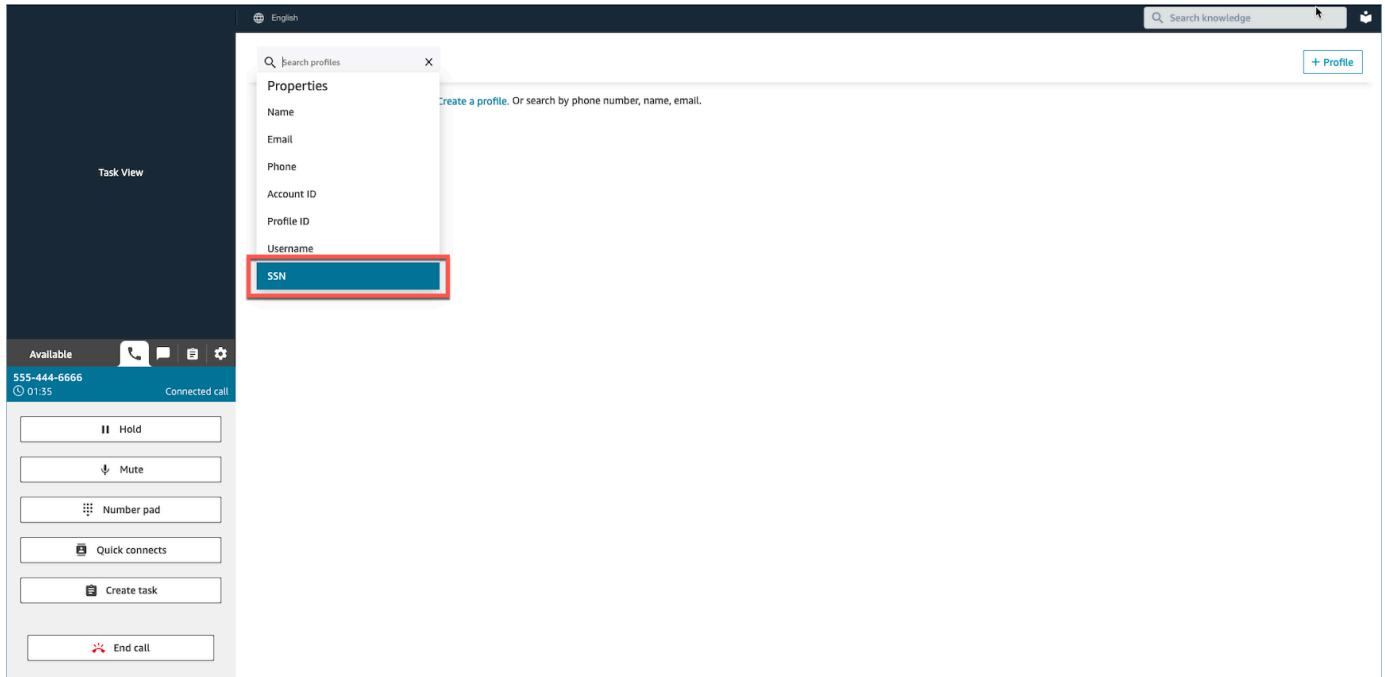 English
Search knowledge
Search profiles
+ Profile
Properties
Create a profile. Or search by phone number, name, email.
Name
Email
Phone
Account ID
Profile ID
Username
SSN
Task View
Available
555-444-6666
01:35 Connected call
Hold
Mute
Number pad
Quick connects
Create task
End call